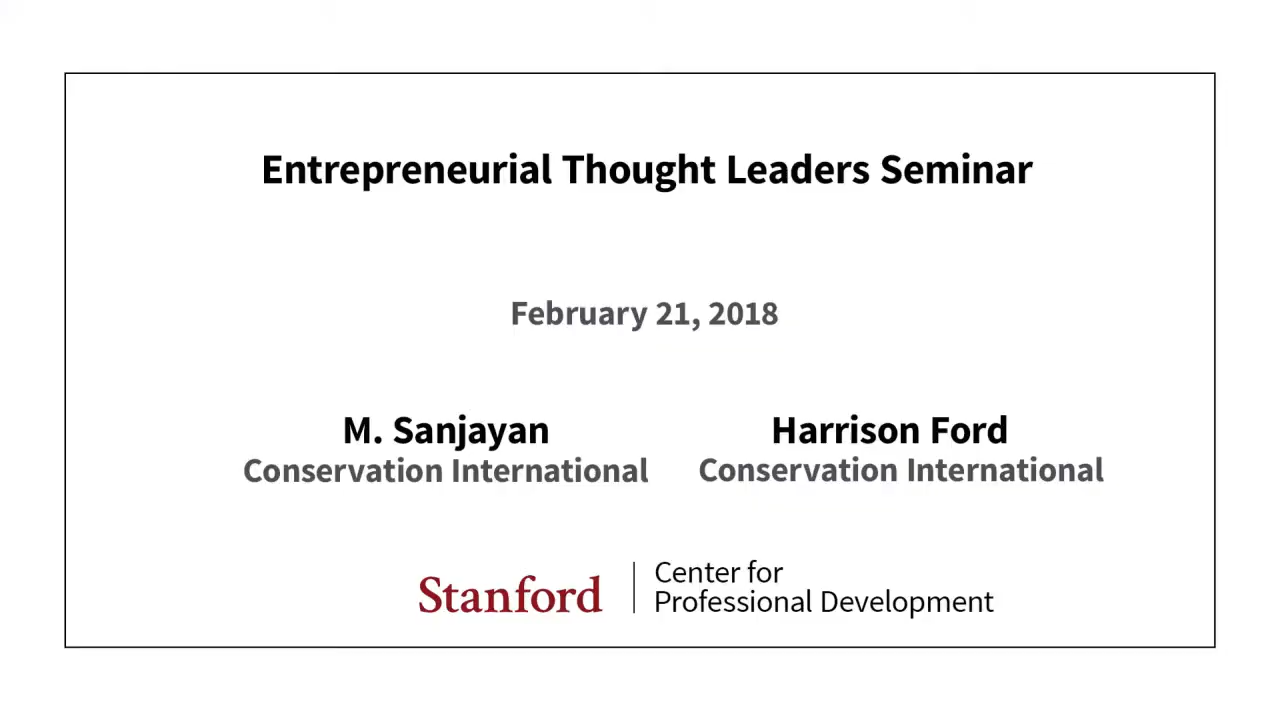 Entrepreneurial Thought Leaders Seminar
February 21, 2018
M. Sanjayan
Conservation International
Harrison Ford
Conservation International
Stanford
Center for
Professional Development